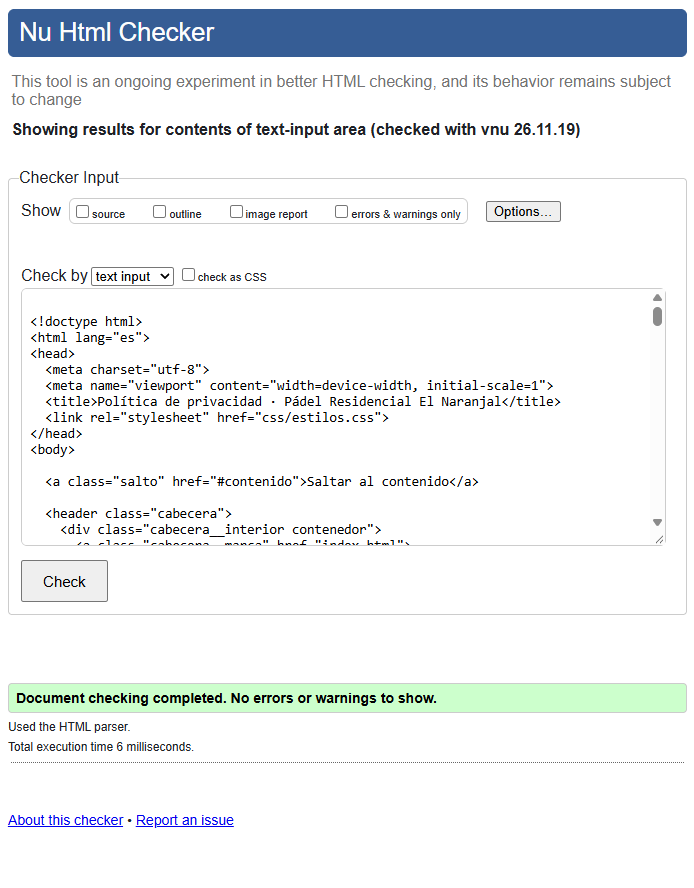 Nu Html Checker
This tool is an ongoing experiment in better HTML checking, and its behavior remains subject
to change
Showing results for contents of text-input area (checked with vnu 26.11.19)
Checker Input
Show source outline image report errors & warnings only Options...
Check by text input check as CSS
<!doctype html>
<html lang="es">
<head>
<meta charset="utf-8">
<meta name="viewport" content="width=device-width, initial-scale=1">
<title>Política de privacidad · Pádel Residencial El Naranjal</title>
<link rel="stylesheet" href="css/estilos.css">
</head>
<body>
<a class="salto" href="#contenido">Saltar al contenido</a>
<header class="cabecera">
<div class="cabecera__interior contenedor">
<a class="cabecera__marca" href="index.html">
Check
Document checking completed. No errors or warnings to show.
Used the HTML parser.
Total execution time 6 milliseconds.
About this checker • Report an issue